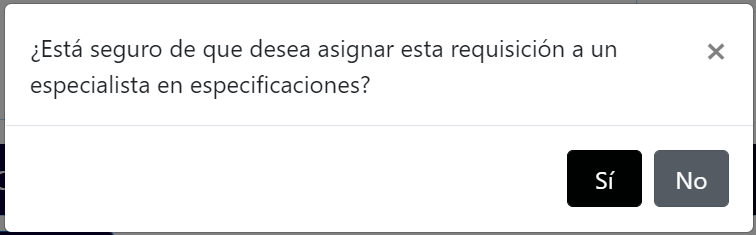 ¿Está seguro de que desea asignar esta requisición a un
especialista en especificaciones?
×
Sí
No